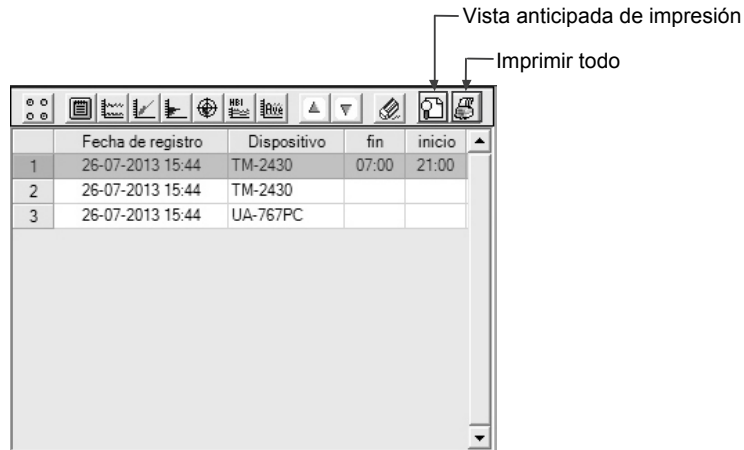 Vista anticipada de impresión
Imprimir todo
HBI Ave
Fecha de registro Dispositivo fin inicio
1 26-07-2013 15:44 TM-2430 07:00 21:00
2 26-07-2013 15:44 TM-2430
3 26-07-2013 15:44 UA-767PC